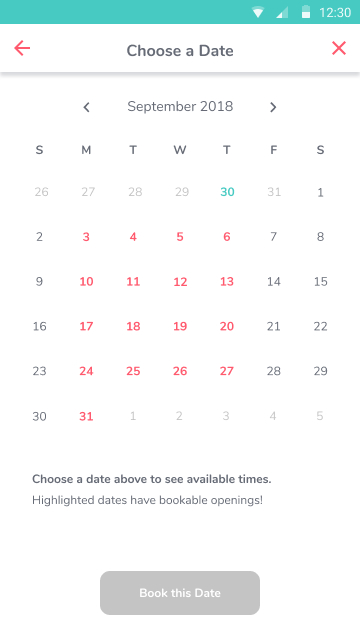 12:30
Choose a Date
September 2018
S M T W T F S
26 27 28 29 30 31 1
2 3 4 5 6 7 8
9 10 11 12 13 14 15
16 17 18 19 20 21 22
23 24 25 26 27 28 29
30 31 1 2 3 4 5
Choose a date above to see available times.
Highlighted dates have bookable openings!
Book this Date